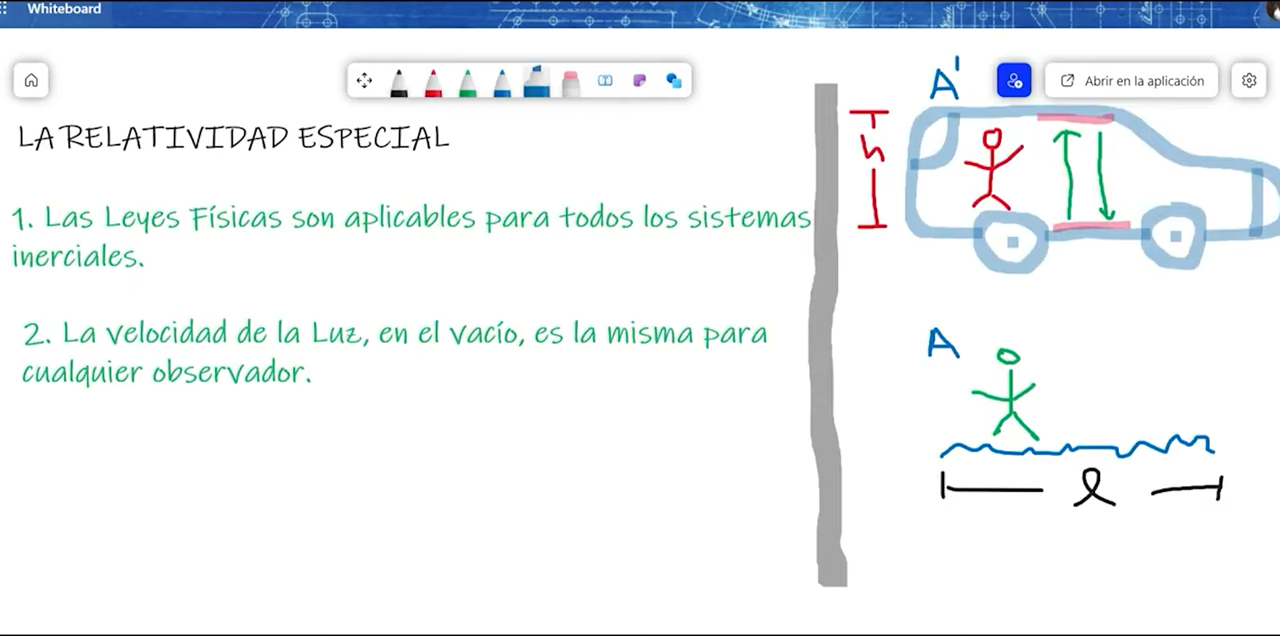 Whiteboard
Abrir en la aplicación
LA RELATIVIDAD ESPECIAL
1. Las Leyes Físicas son aplicables para todos los sistemas
inerciales.
2. La velocidad de la Luz, en el vacío, es la misma para
cualquier observador.
A'
h
A
l